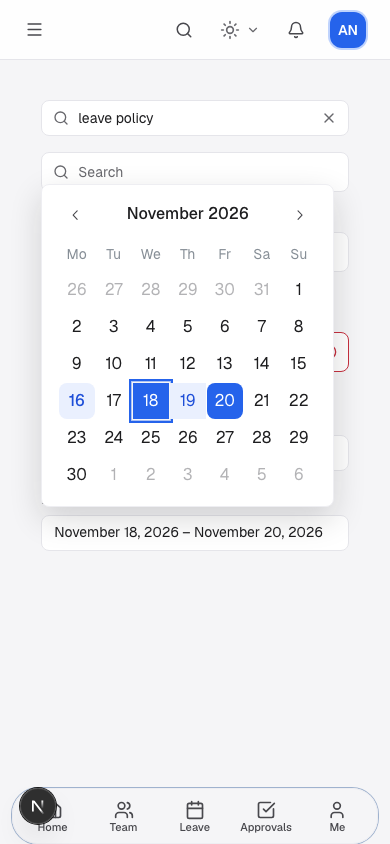 AN
leave policy
Search
November 2026
Mo Tu We Th Fr Sa Su
26 27 28 29 30 31 1
2 3 4 5 6 7 8
9 10 11 12 13 14 15
16 17 18 19 20 21 22
23 24 25 26 27 28 29
30 1 2 3 4 5 6
November 18, 2026 – November 20, 2026
N
Home Team Leave Approvals Me